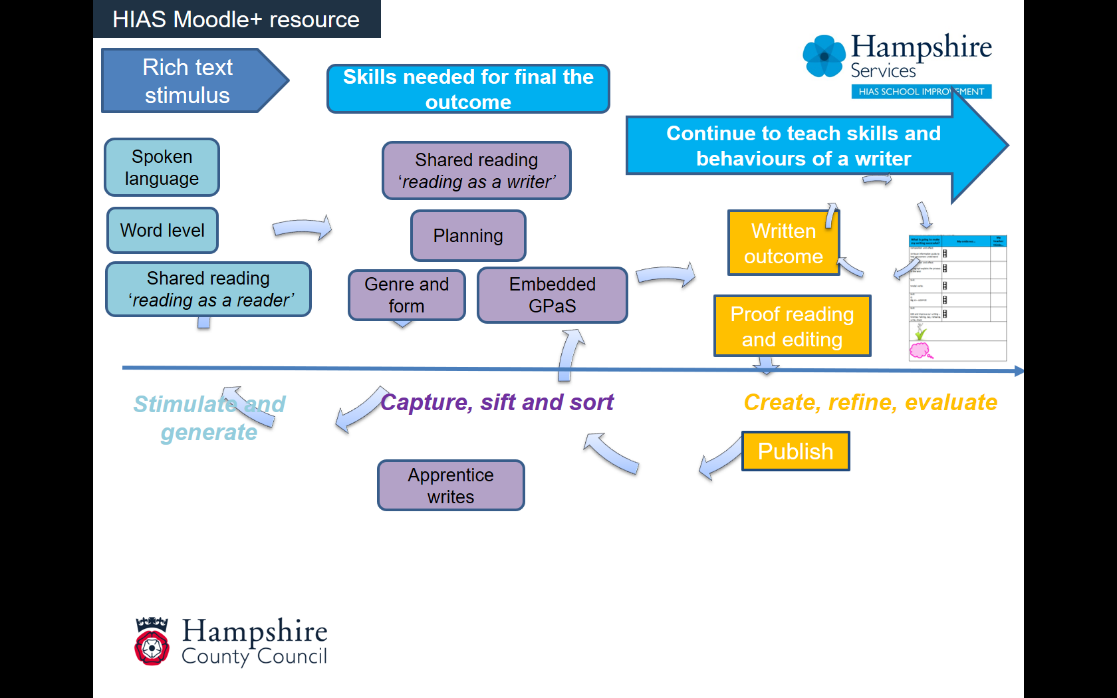 HIAS Moodle+ resource
Hampshire
Services
HIAS SCHOOL IMPROVEMENT
Rich text
stimulus
Skills needed for final the
outcome
Continue to teach skills and
behaviours of a writer
Spoken
language
Word level
Shared reading
‘reading as a reader’
Shared reading
‘reading as a writer’
Planning
Genre and
form
Embedded
GPaS
Written
outcome
Proof reading
and editing
Stimulate and
generate
Capture, sift and sort
Create, refine, evaluate
Apprentice
writes
Publish
Hampshire
County Council